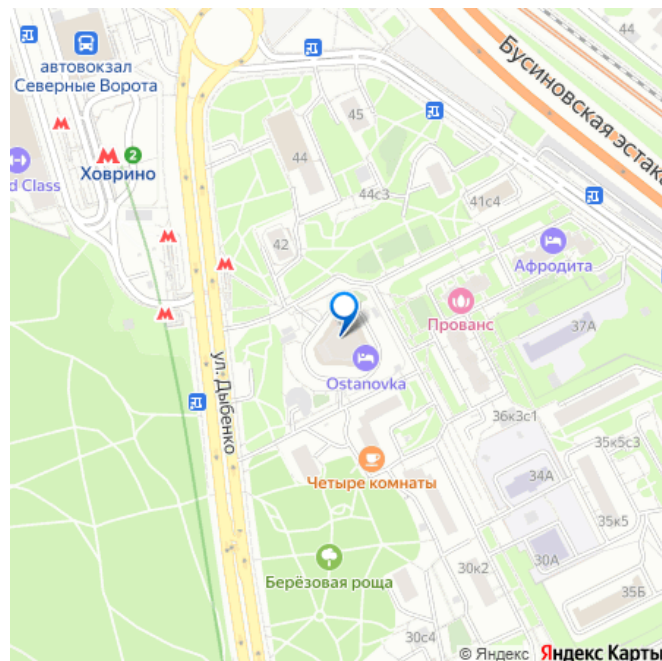 44
автовокзал
Северные Ворота
Бусиновская эстака
45
2
Ховрино
d Class
44
44с3
41с4
42
Афродита
Прованс
37А
Ostanovka
ул. Дыбенко
36к3с1
35к5с3
Четыре комнаты
34А
35к5
Берёзовая роща
30к2
30А
35Б
30с4
© Яндекс Яндекс Карты